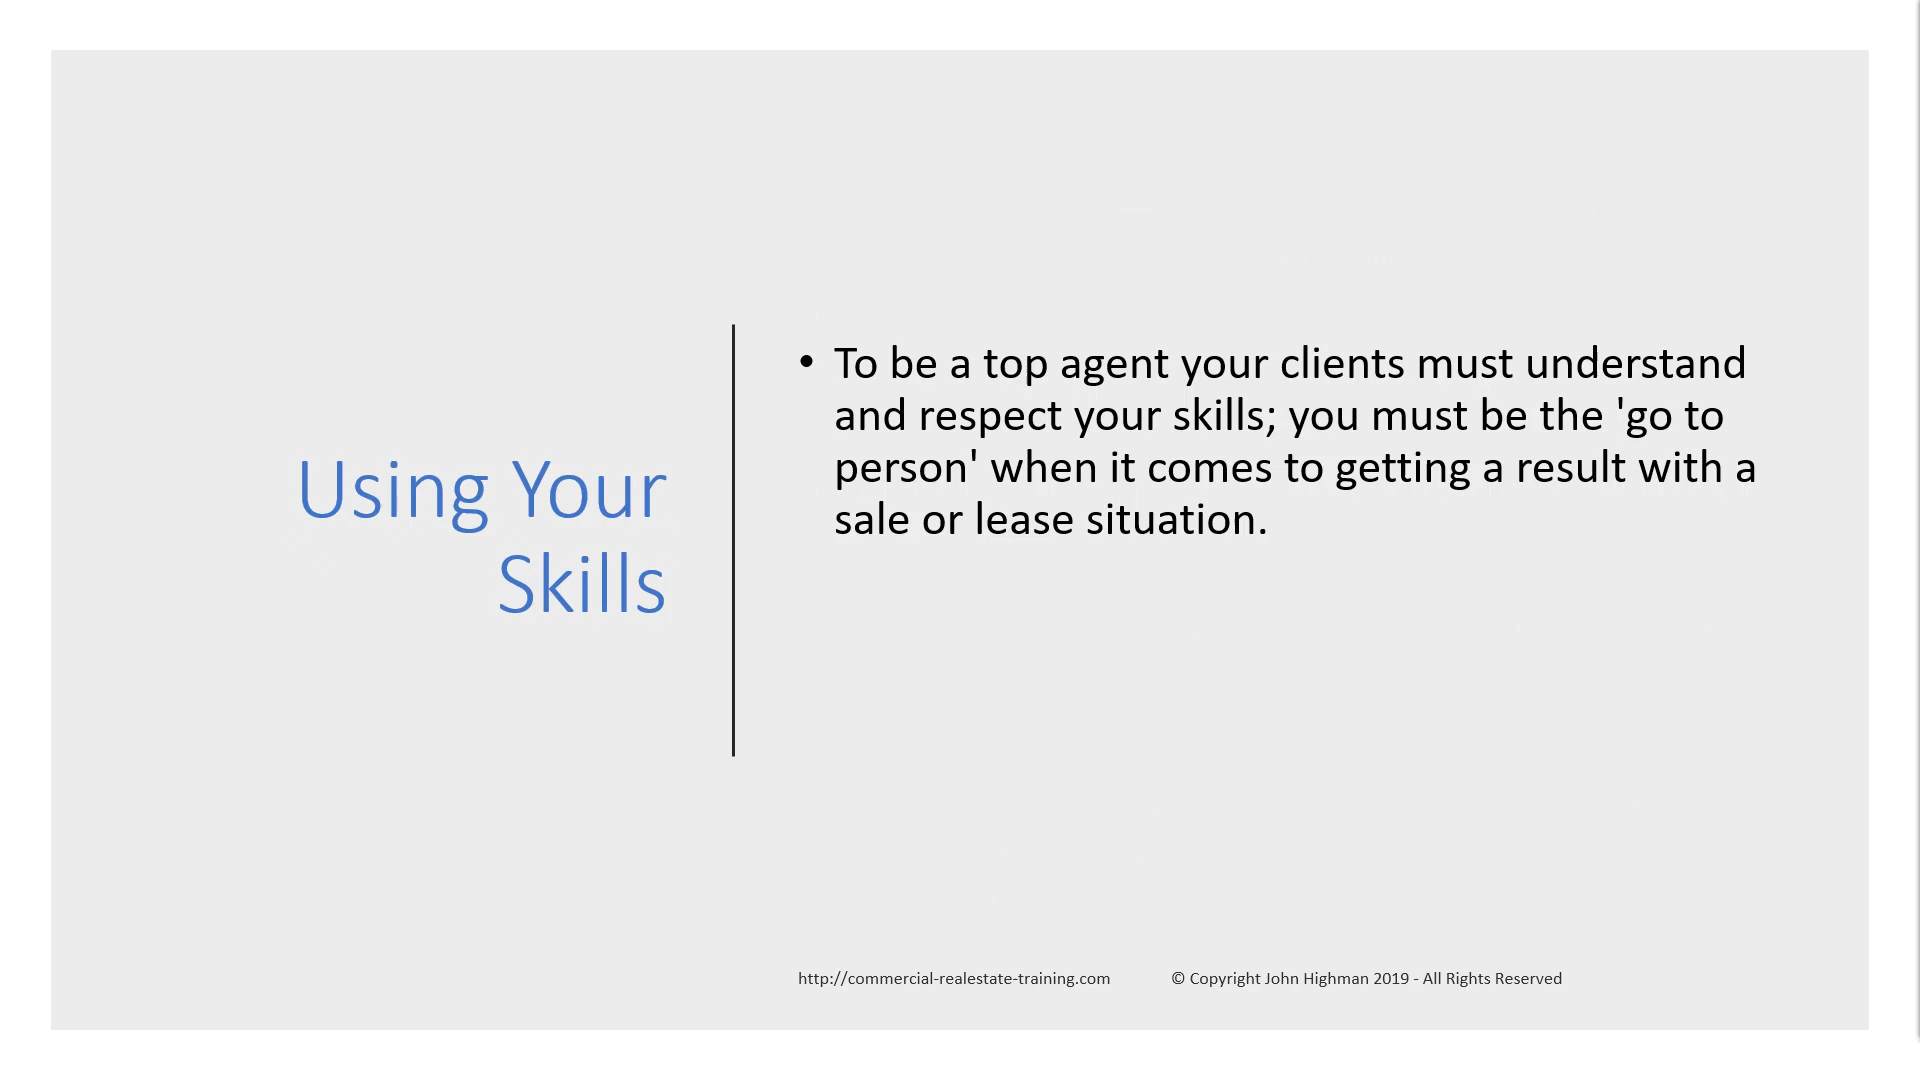 Using Your
Skills
• To be a top agent your clients must understand
and respect your skills; you must be the 'go to
person' when it comes to getting a result with a
sale or lease situation.
http://commercial-realestate-training.com © Copyright John Highman 2019 - All Rights Reserved